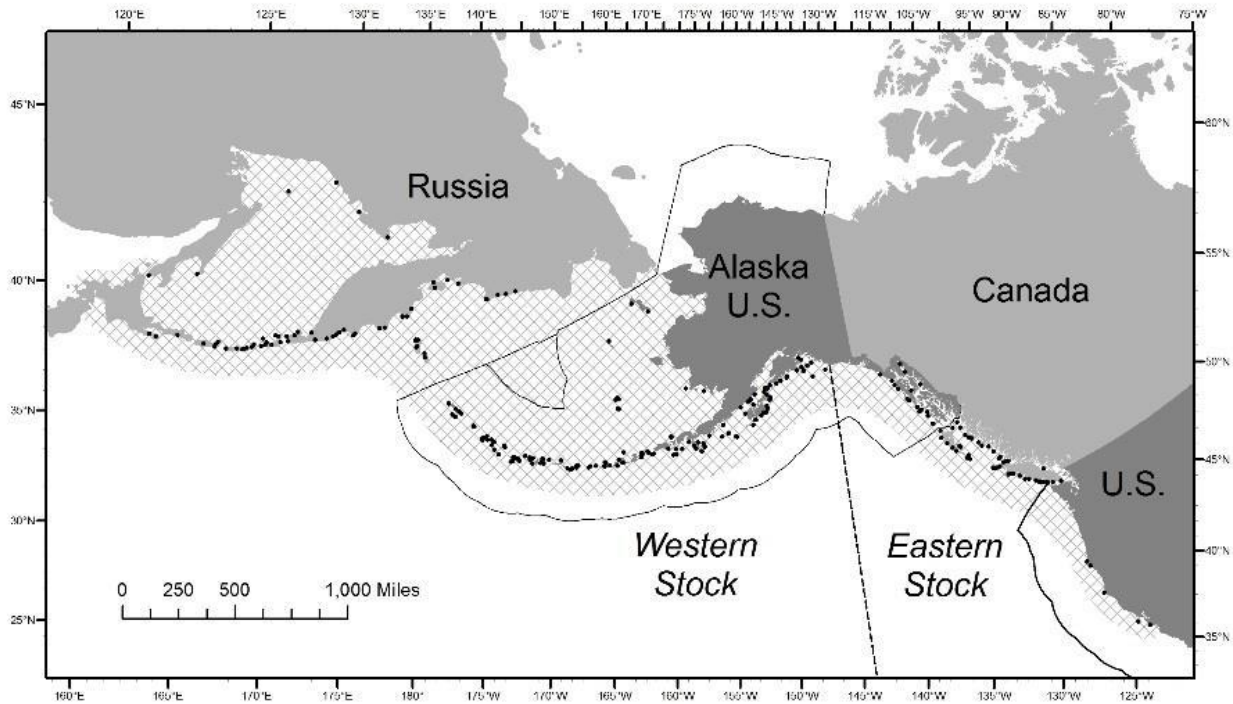 120°E 125°E 130°E 135°E 140°E 150°E 160°E 170°E 175°W 160°W 145°W 130°W 115°W 105°W 95°W 90°W 85°W 80°W 75°W
45°N
60°N
Russia
55°N
Alaska
U.S.
Canada
40°N
50°N
35°N
45°N
U.S.
30°N
Western
Stock
Eastern
Stock
40°N
0 250 500 1,000 Miles
25°N
35°N
160°E 165°E 170°E 175°E 180° 175°W 170°W 165°W 160°W 155°W 150°W 145°W 140°W 135°W 130°W 125°W